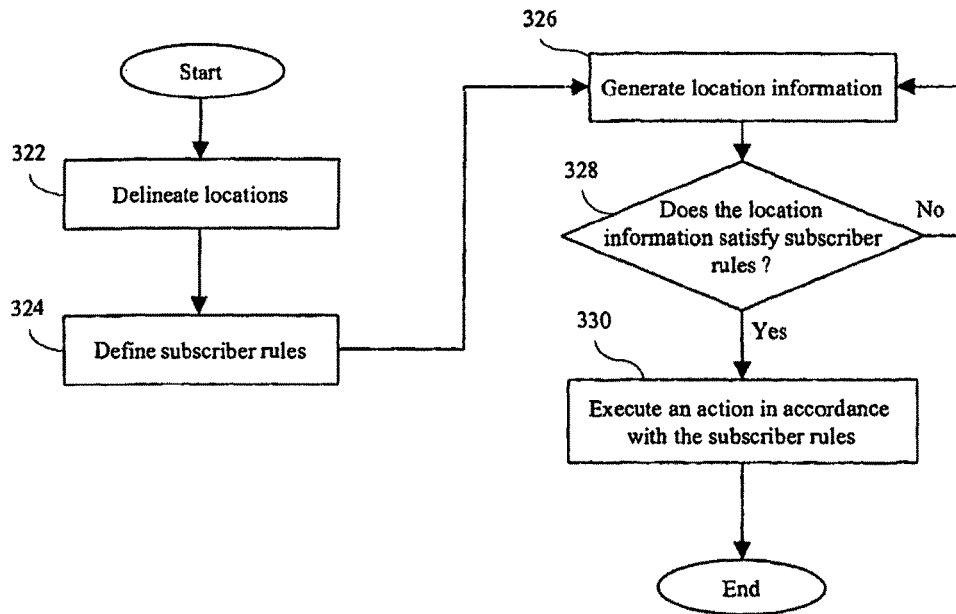 Start
322
Delineate locations
324
Define subscriber rules
326
Generate location information
328
Does the location
information satisfy subscriber
rules ?
No
Yes
330
Execute an action in accordance
with the subscriber rules
End